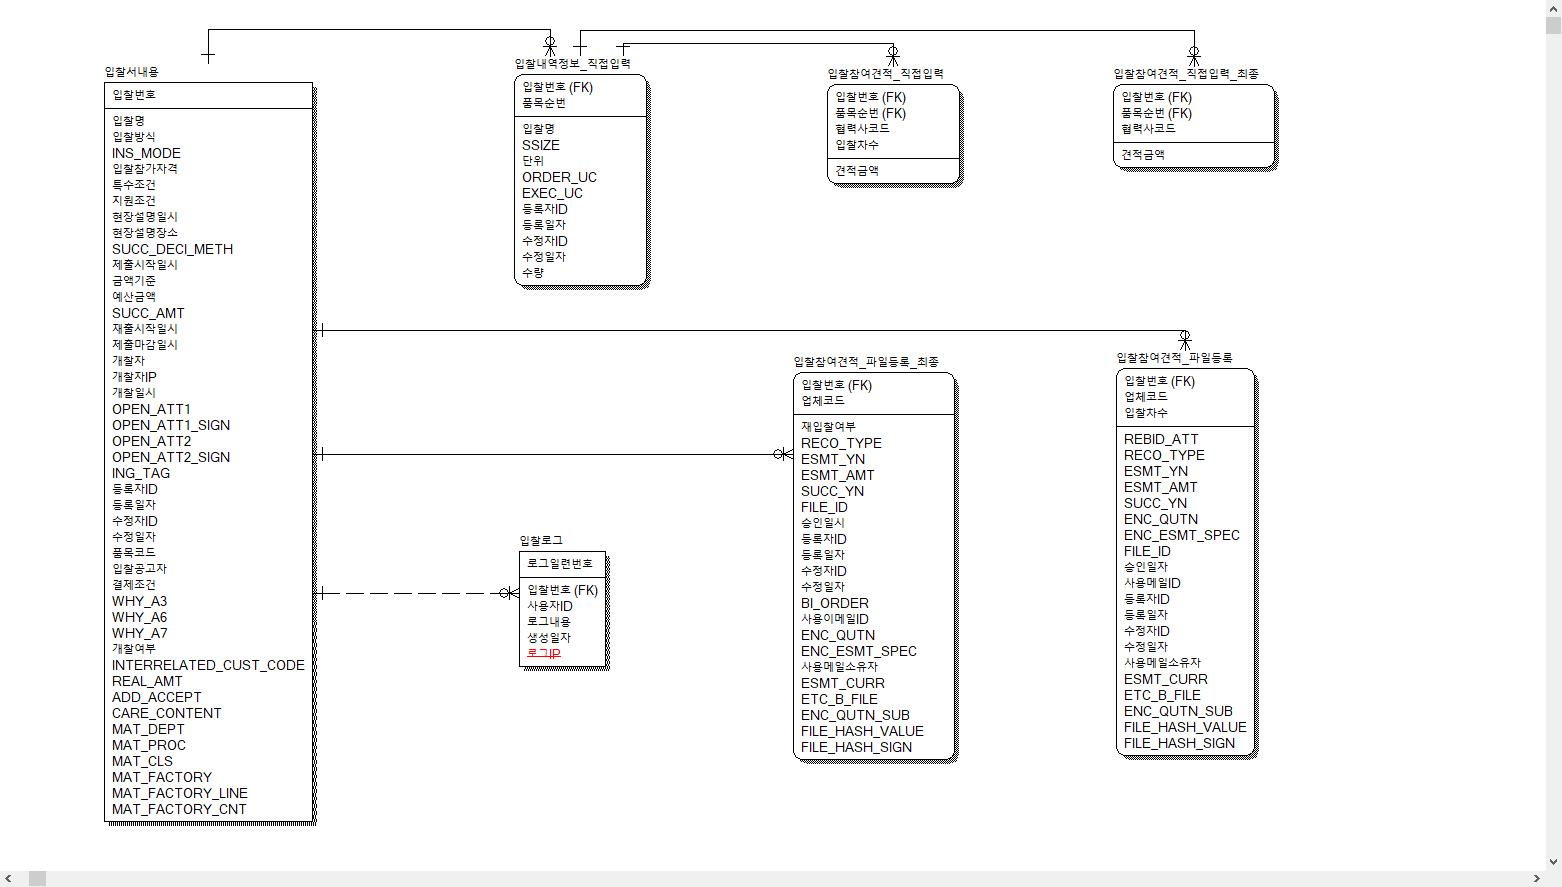 입찰서내용
입찰번호
입찰명
입찰방식
INS_MODE
입찰참가자격
특수조건
지원조건
현장설명일시
현장설명장소
SUCC_DECI_METH
제출시작일시
금액기준
예산금액
SUCC_AMT
재출시작일시
제출마감일시
개찰자
개찰자IP
개찰일시
OPEN_ATT1
OPEN_ATT1_SIGN
OPEN_ATT2
OPEN_ATT2_SIGN
ING_TAG
등록자ID
등록일자
수정자ID
수정일자
품목코드
입찰공고자
결제조건
WHY_A3
WHY_A6
WHY_A7
개찰여부
INTERRELATED_CUST_CODE
REAL_AMT
ADD_ACCEPT
CARE_CONTENT
MAT_DEPT
MAT_PROC
MAT_CLS
MAT_FACTORY
MAT_FACTORY_LINE
MAT_FACTORY_CNT
입찰내역정보_직접입력
입찰번호 (FK)
품목순번
입찰명
SSIZE
단위
ORDER_UC
EXEC_UC
등록자ID
등록일자
수정자ID
수정일자
수량
입찰참여견적_직접입력
입찰번호 (FK)
품목순번 (FK)
협력사코드
입찰차수
견적금액
입찰참여견적_직접입력_최종
입찰번호 (FK)
품목순번 (FK)
협력사코드
견적금액
입찰로그
로그일련번호
입찰번호 (FK)
사용자ID
로그내용
생성일자
로그IP
입찰참여견적_파일등록_최종
입찰번호 (FK)
업체코드
재입찰여부
RECO_TYPE
ESMT_YN
ESMT_AMT
SUCC_YN
FILE_ID
승인일시
등록자ID
등록일자
수정자ID
수정일자
BI_ORDER
사용이메일ID
ENC_QUTN
ENC_ESMT_SPEC
사용메일소유자
ESMT_CURR
ETC_B_FILE
ENC_QUTN_SUB
FILE_HASH_VALUE
FILE_HASH_SIGN
입찰참여견적_파일등록
입찰번호 (FK)
업체코드
입찰차수
REBID_ATT
RECO_TYPE
ESMT_YN
ESMT_AMT
SUCC_YN
ENC_QUTN
ENC_ESMT_SPEC
FILE_ID
승인일자
사용메일ID
등록자ID
등록일자
수정자ID
수정일자
사용메일소유자
ESMT_CURR
ETC_B_FILE
ENC_QUTN_SUB
FILE_HASH_VALUE
FILE_HASH_SIGN